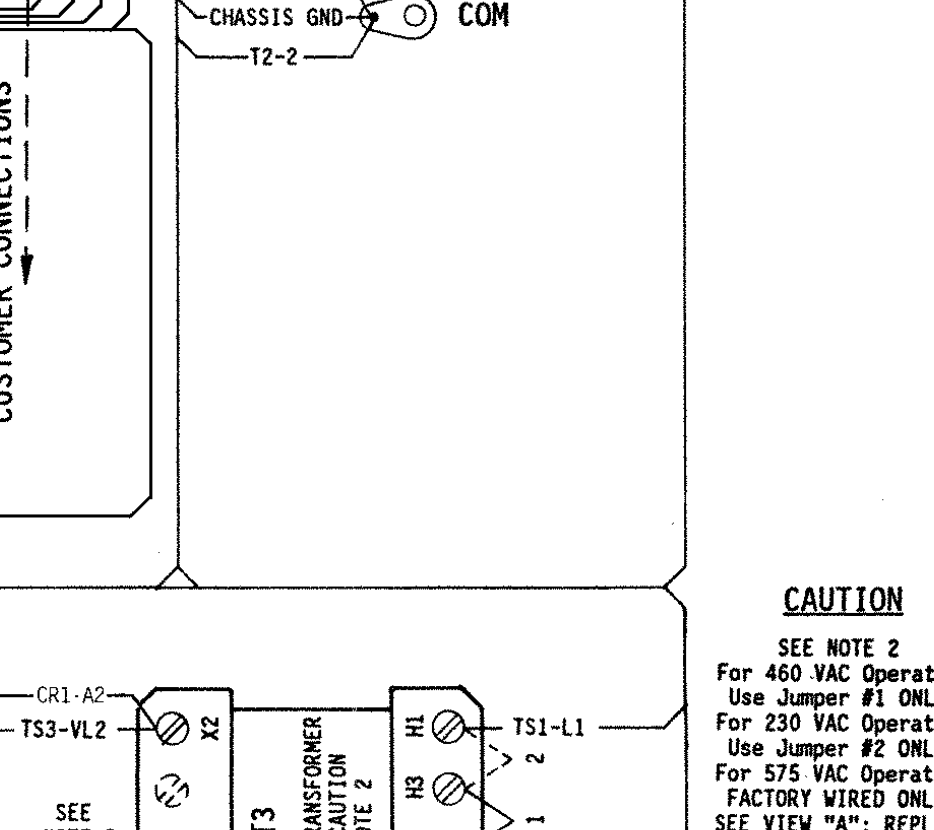 CHASSIS GND
COM
T2-2
CUSTOMER CONNECTIONS
CAUTION
SEE NOTE 2
For 460 VAC Operat
Use Jumper #1 ONL
For 230 VAC Operat
Use Jumper #2 ONL
For 575 VAC Operat
FACTORY WIRED ONL
SEE VIEW "A": REPL
CR1-A2
TS3-VL2
X2
SEE
T3
RANSFORMER
CAUTION
OTE 2
H1
TS1-L1
2
H3
1